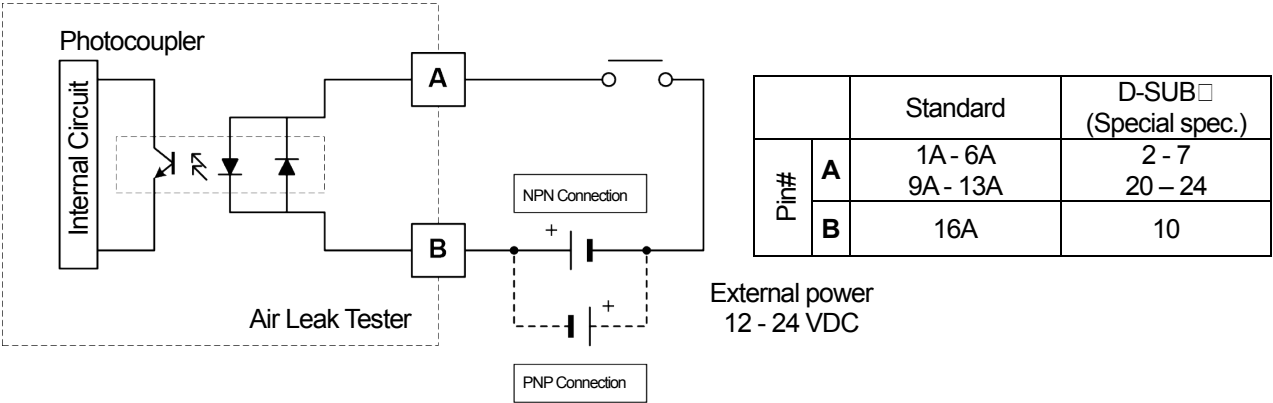 Photocoupler
Internal Circuit
A
B
Air Leak Tester
NPN Connection
+
+
PNP Connection
External power
12 - 24 VDC
Standard
D-SUB□
(Special spec.)
Pin#
A
1A - 6A
2 - 7
9A - 13A
20 – 24
B
16A
10